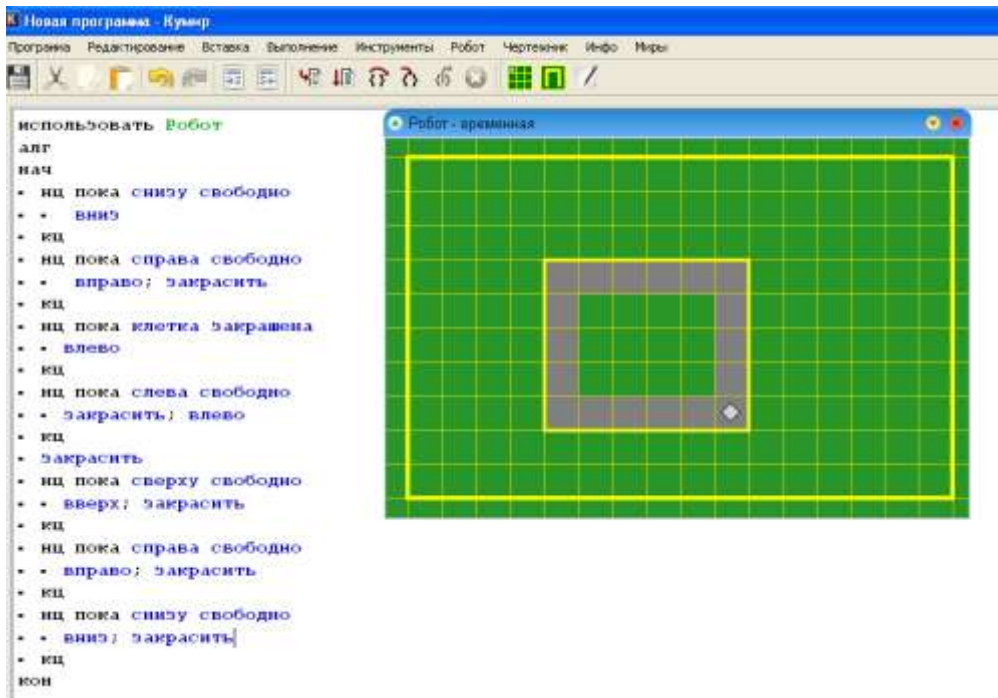 Новая программа - Кумир
Программа Редактирование Вставка Выполнение Инструменты Робот Чертежник Инфо Миры
использовать Робот
алг
нач
нц пока снизу свободно
вниз
кц
нц пока справа свободно
вправо; закрасить
кц
нц пока клетка закрашена
влево
кц
нц пока слева свободно
закрасить; влево
кц
закрасить
нц пока сверху свободно
вверх; закрасить
кц
нц пока справа свободно
вправо; закрасить
кц
нц пока снизу свободно
вниз; закрасить
кц
кон
Робот - временная